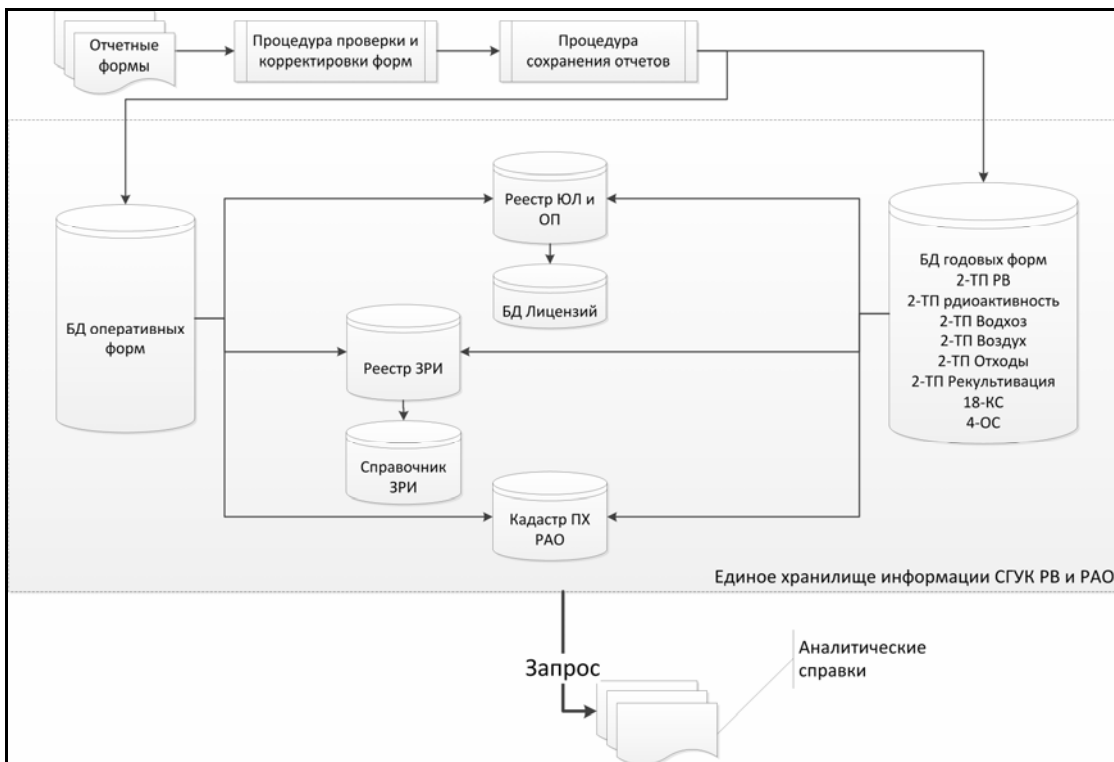 Отчетные
формы
Процедура проверки и
корректировки форм
Процедура
сохранения отчетов
Реестр ЮЛ и
ОП
БД Лицензий
БД оперативных
форм
Реестр ЗРИ
Справочник
ЗРИ
Кадастр ПХ
РАО
БД годовых форм
2-ТП РВ
2-ТП рдиоактивность
2-ТП Водхоз
2-ТП Воздух
2-ТП Отходы
2-ТП Рекультивация
18-КС
4-ОС
Единое хранилище информации СГУК РВ и РАО
Запрос
Аналитические
справки